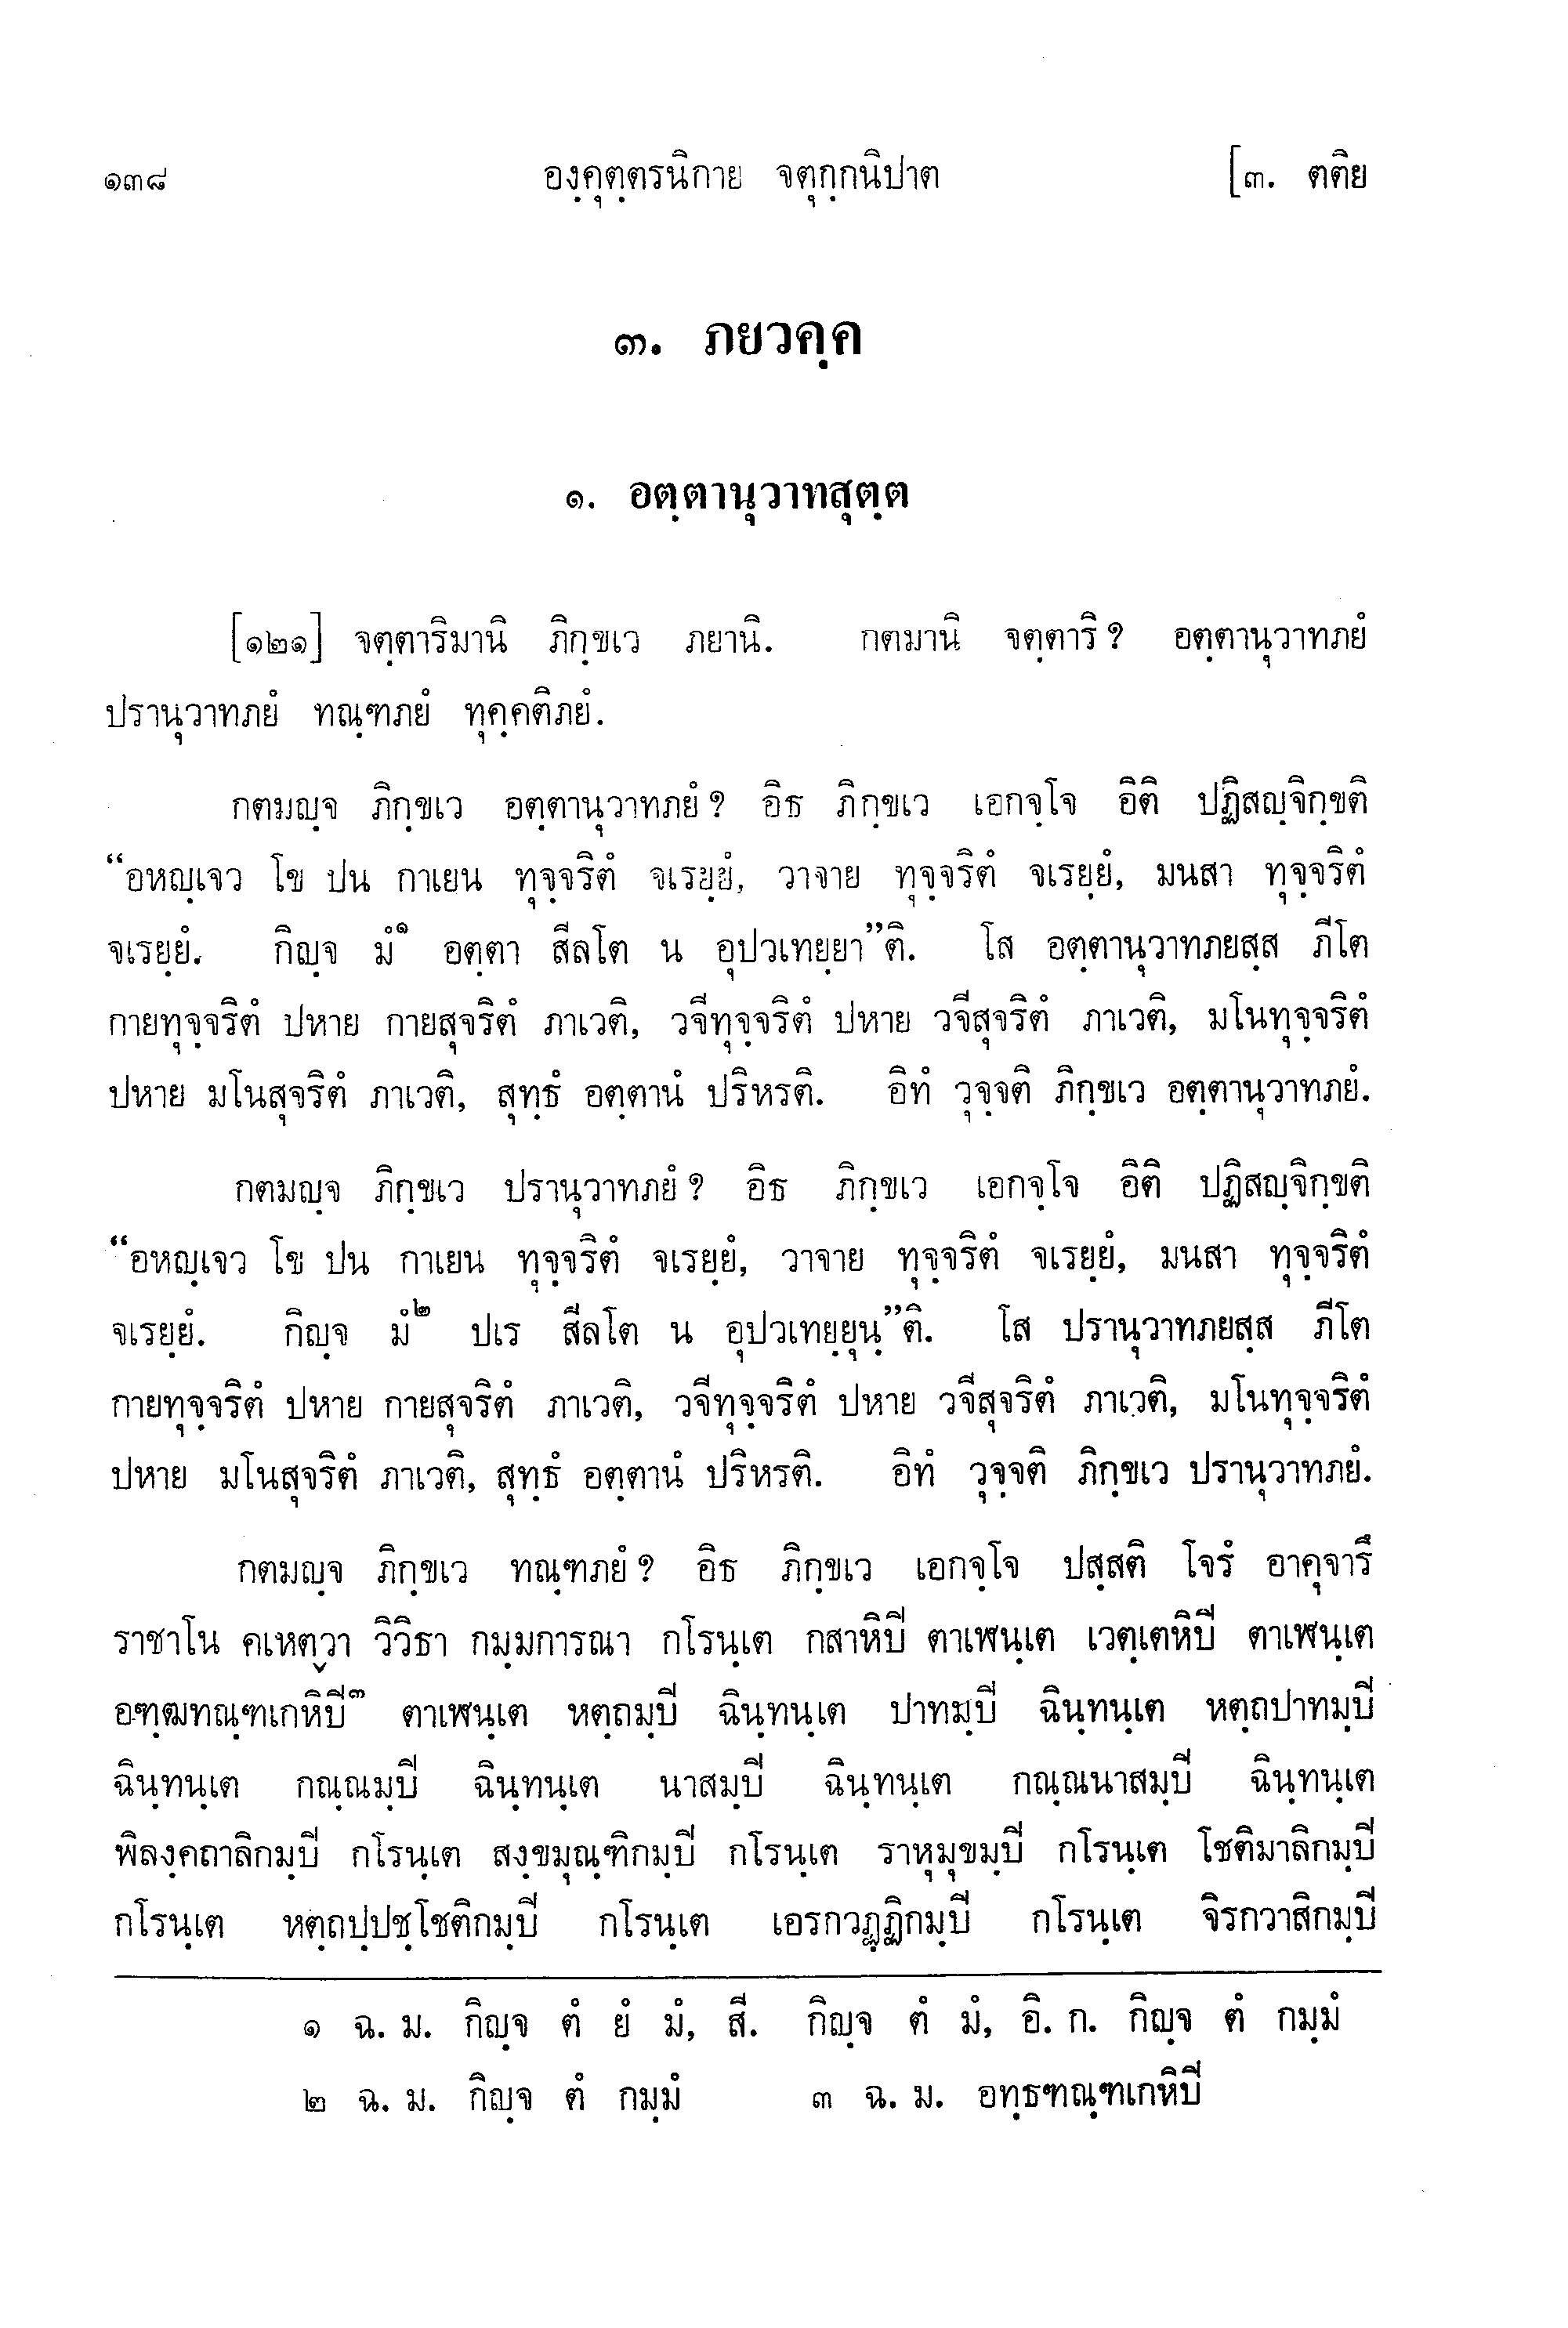 ๑๓๘ องฺคุตฺตรนิกาย จตุกฺกนิปาต [๓. ตติย
๓. ภยวคฺค
๑. อตฺตานุวาทสุตฺต
[๑๒๑] จตฺตาริมานิ ภิกฺขเว ภยานิ. กตมานิ จตฺตาริ? อตฺตานุวาทภยํ
ปรานุวาทภยํ ทณฺฑภยํ ทุคฺคติภยํ.
กตมญฺจ ภิกฺขเว อตฺตานุวาทภยํ? อิธ ภิกฺขเว เอกจฺโจ อิติ ปฏิสญฺจิกฺขติ
“อหญฺเจว โข ปน กาเยน ทุจฺจริตํ จเรยฺยํ, วาจาย ทุจฺจริตํ จเรยฺยํ, มนสา ทุจฺจริตํ
จเรยฺยํ. กิญฺจ มํ๑ อตฺตา สีลโต น อุปวเทยฺยา”ติ. โส อตฺตานุวาทภยสฺส ภีโต
กายทุจฺจริตํ ปหาย กายสุจริตํ ภาเวติ, วจีทุจฺจริตํ ปหาย วจีสุจริตํ ภาเวติ, มโนทุจฺจริตํ
ปหาย มโนสุจริตํ ภาเวติ, สุทฺธํ อตฺตานํ ปริหรติ. อิทํ วุจฺจติ ภิกฺขเว อตฺตานุวาทภยํ.
กตมญฺจ ภิกฺขเว ปรานุวาทภยํ? อิธ ภิกฺขเว เอกจฺโจ อิติ ปฏิสญฺจิกฺขติ
“อหญฺเจว โข ปน กาเยน ทุจฺจริตํ จเรยฺยํ, วาจาย ทุจฺจริตํ จเรยฺยํ, มนสา ทุจฺจริตํ
จเรยฺยํ. กิญฺจ มํ๒ ปเร สีลโต น อุปวเทยฺยุนฺ”ติ. โส ปรานุวาทภยสฺส ภีโต
กายทุจฺจริตํ ปหาย กายสุจริตํ ภาเวติ, วจีทุจฺจริตํ ปหาย วจีสุจริตํ ภาเวติ, มโนทุจฺจริตํ
ปหาย มโนสุจริตํ ภาเวติ, สุทฺธํ อตฺตานํ ปริหรติ. อิทํ วุจฺจติ ภิกฺขเว ปรานุวาทภยํ.
กตมญฺจ ภิกฺขเว ทณฺฑภยํ? อิธ ภิกฺขเว เอกจฺโจ ปสฺสติ โจรํ อาคุจารึ
ราชาโน คเหตฺวา วิวิธา กมฺมการณา กโรนฺเต กสาหิปี ตาเฬนฺเต เวตฺเตหิปี ตาเฬนฺเต
อฑฺฒทณฺฑเกหิปี๓ ตาเฬนฺเต หตฺถมฺปี ฉินฺทนฺเต ปาทมฺปี ฉินฺทนฺเต หตฺถปาทมฺปี
ฉินฺทนฺเต กณฺณมฺปี ฉินฺทนฺเต นาสมฺปี ฉินฺทนฺเต กณฺณนาสมฺปี ฉินฺทนฺเต
พิลงฺคถาลิกมฺปี กโรนฺเต สงฺขมุณฺฑิกมฺปี กโรนฺเต ราหุมุขมฺปี กโรนฺเต โชติมาลิกมฺปี
กโรนฺเต หตฺถปฺปชฺโชติกมฺปี กโรนฺเต เอรกวฏฺฏิกมฺปี กโรนฺเต จิรกวาสิกมฺปี
๑ ฉ. ม. กิญฺจ ตํ ยํ มํ, สี. กิญฺจ ตํ มํ, อิ. ก. กิญฺจ ตํ กมฺมํ
๒ ฉ. ม. กิญฺจ ตํ กมฺมํ ๓ ฉ. ม. อทฺธฑณฺฑเกหิปี